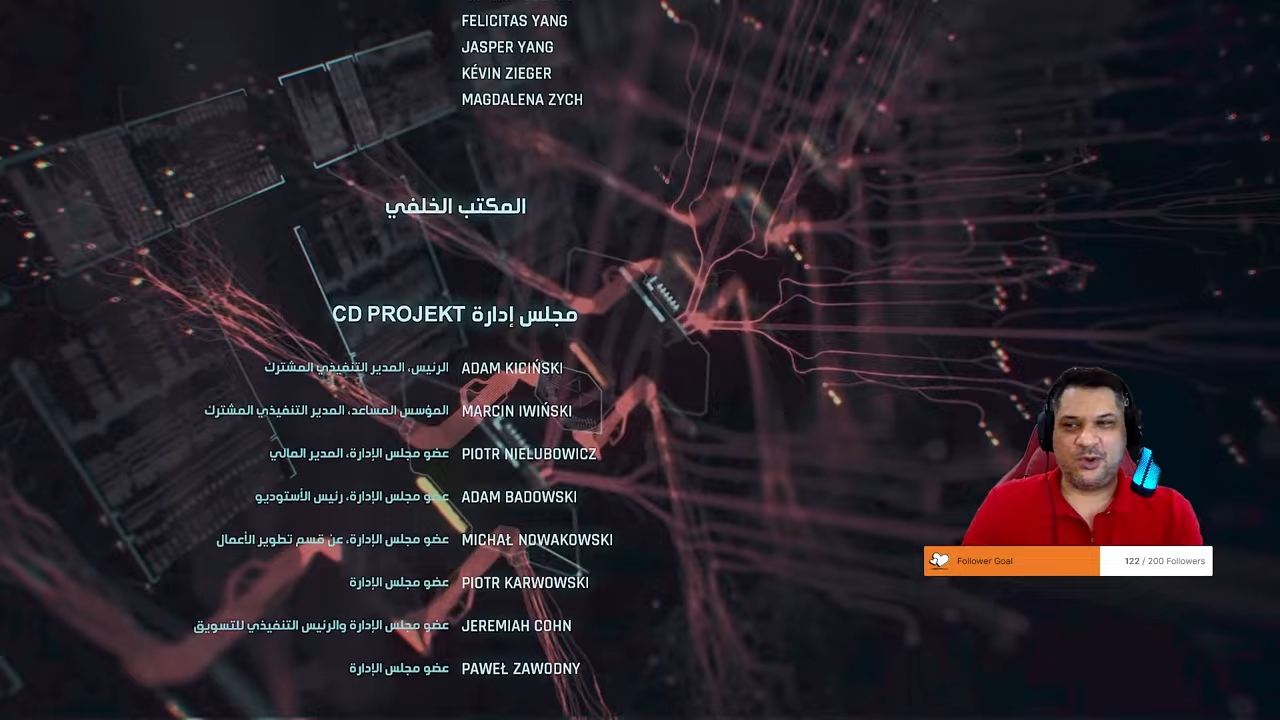 FELICITAS YANG
JASPER YANG
KÉVIN ZIEGER
MAGDALENA ZYCH
المكتب الخلفي
مجلس إدارة CD PROJEKT
الرئيس، المدير التنفيذي المشترك ADAM KICIŃSKI
المؤسس المساعد، المدير التنفيذي المشترك MARCIN IWIŃSKI
عضو مجلس الإدارة، المدير المالي PIOTR NIELUBOWICZ
عضو مجلس الإدارة، رئيس الأستوديو ADAM BADOWSKI
عضو مجلس الإدارة، عن قسم تطوير الأعمال MICHAŁ NOWAKOWSKI
عضو مجلس الإدارة PIOTR KARWOWSKI
عضو مجلس الإدارة والرئيس التنفيذي للتسويق JEREMIAH COHN
عضو مجلس الإدارة PAWEŁ ZAWODNY
Follower Goal 122 / 200 Followers